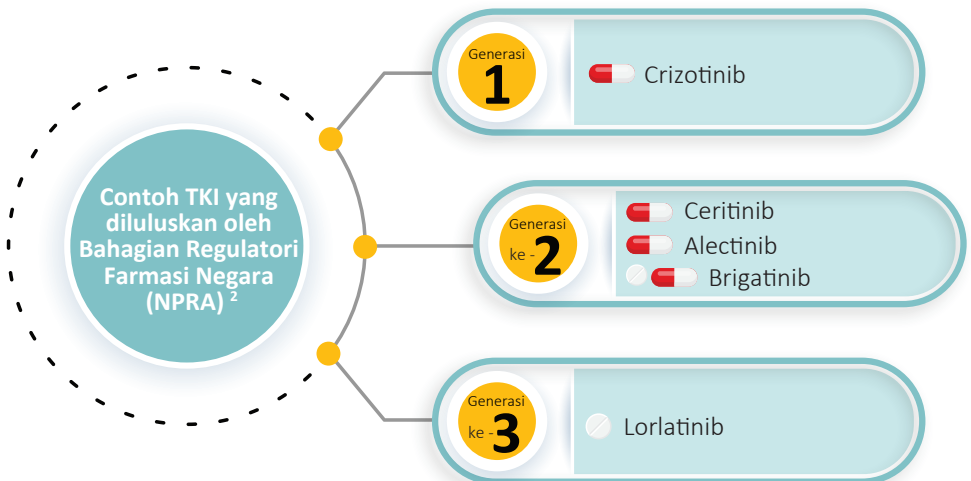 Contoh TKI yang
diluluskan oleh
Bahagian Regulatori
Farmasi Negara
(NPRA) 2
Generasi
1
Crizotinib
Generasi
ke - 2
Ceritinib
Alectinib
Brigatinib
Generasi
ke - 3
Lorlatinib